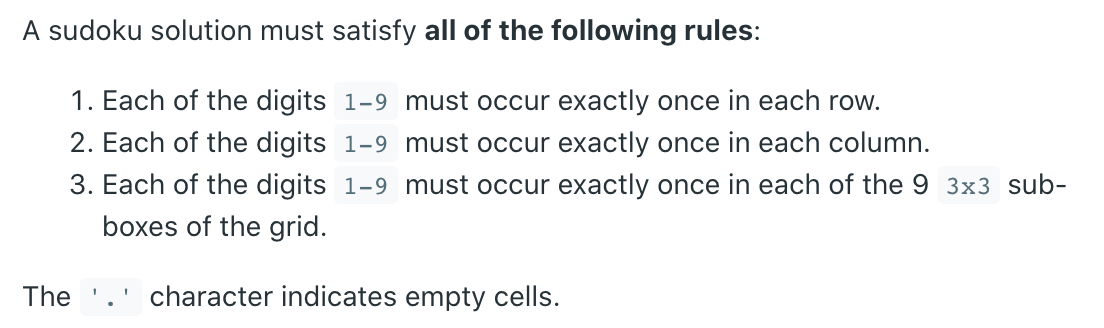 A sudoku solution must satisfy all of the following rules:
1. Each of the digits 1-9 must occur exactly once in each row.
2. Each of the digits 1-9 must occur exactly once in each column.
3. Each of the digits 1-9 must occur exactly once in each of the 9 3x3 sub-
boxes of the grid.
The '.' character indicates empty cells.